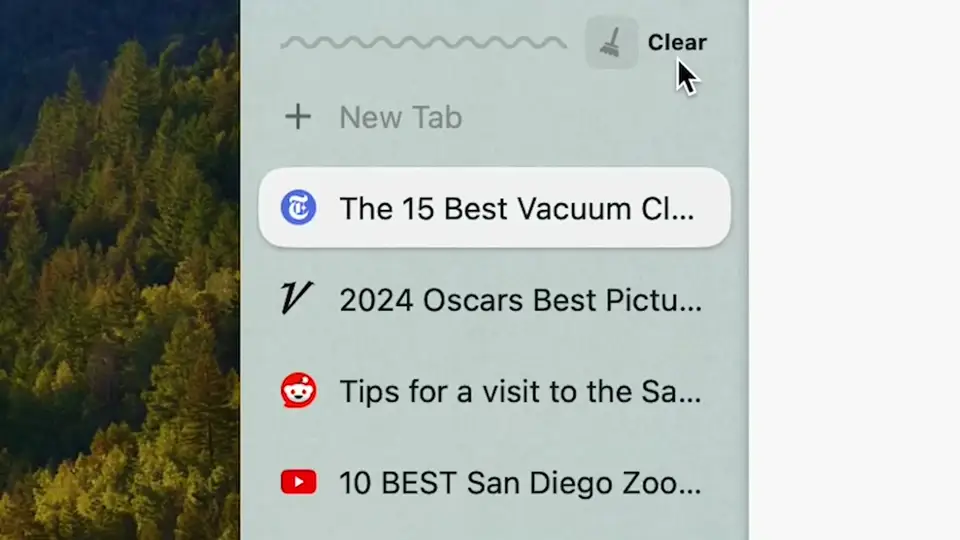 Clear
New Tab
The 15 Best Vacuum Cl...
2024 Oscars Best Pictu...
Tips for a visit to the Sa...
10 BEST San Diego Zoo...